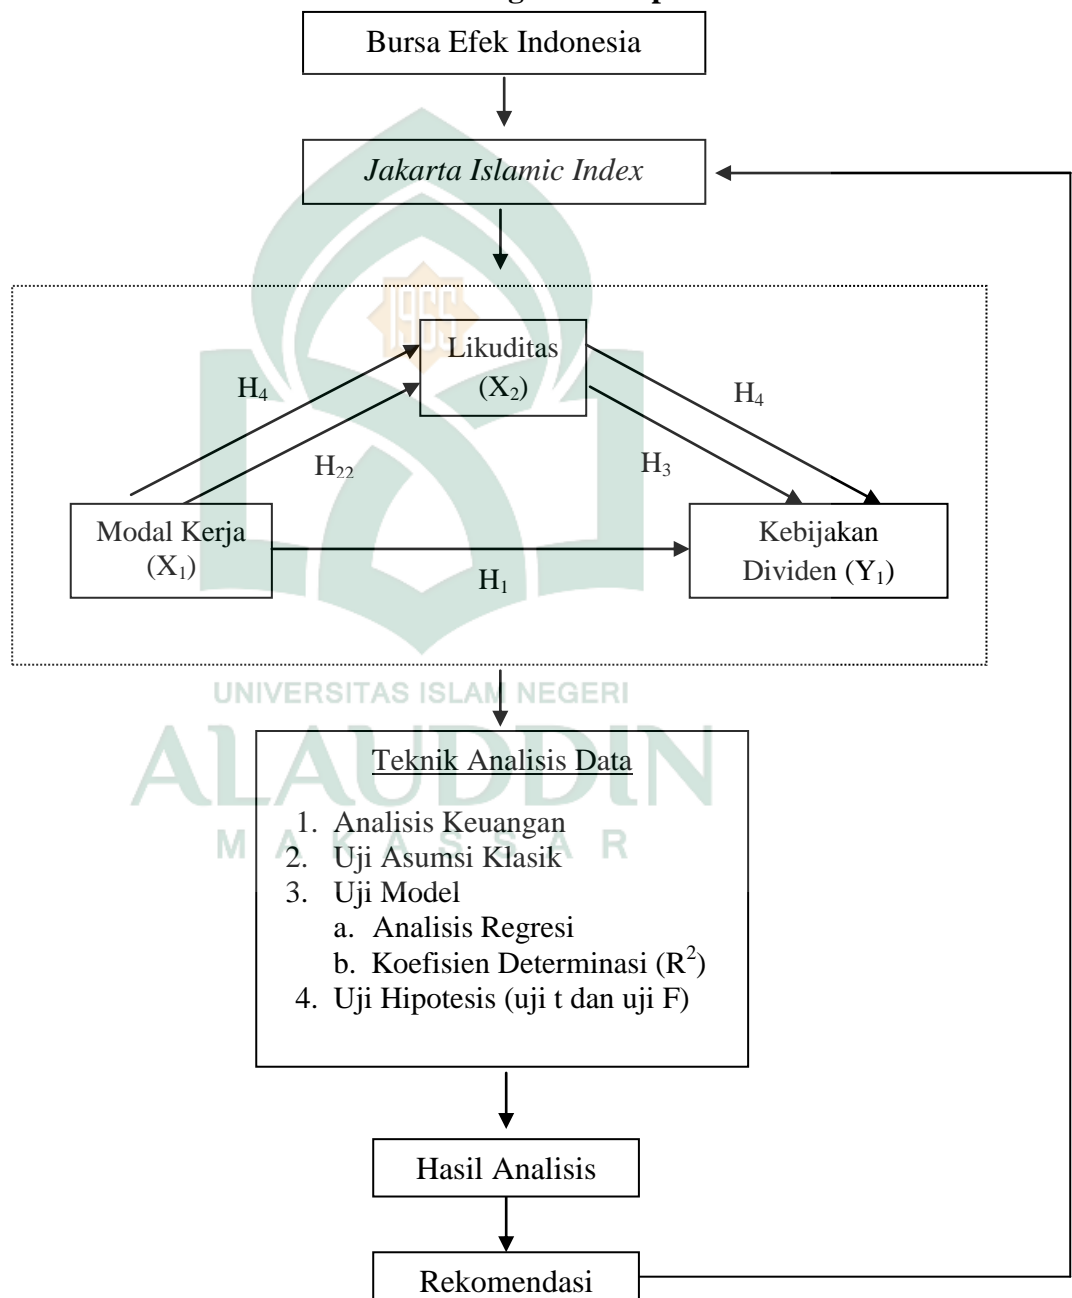 Bursa Efek Indonesia
Jakarta Islamic Index
1965
Likuditas
(X₂)
H₄
H₄
H₂₂
H₃
Modal Kerja
(X₁)
Kebijakan
Dividen (Y₁)
H₁
UNIVERSITAS ISLAM NEGERI
ALAUDDIN
MAKASSAR
Teknik Analisis Data
1. Analisis Keuangan
2. Uji Asumsi Klasik
3. Uji Model
a. Analisis Regresi
b. Koefisien Determinasi (R²)
4. Uji Hipotesis (uji t dan uji F)
Hasil Analisis
Rekomendasi